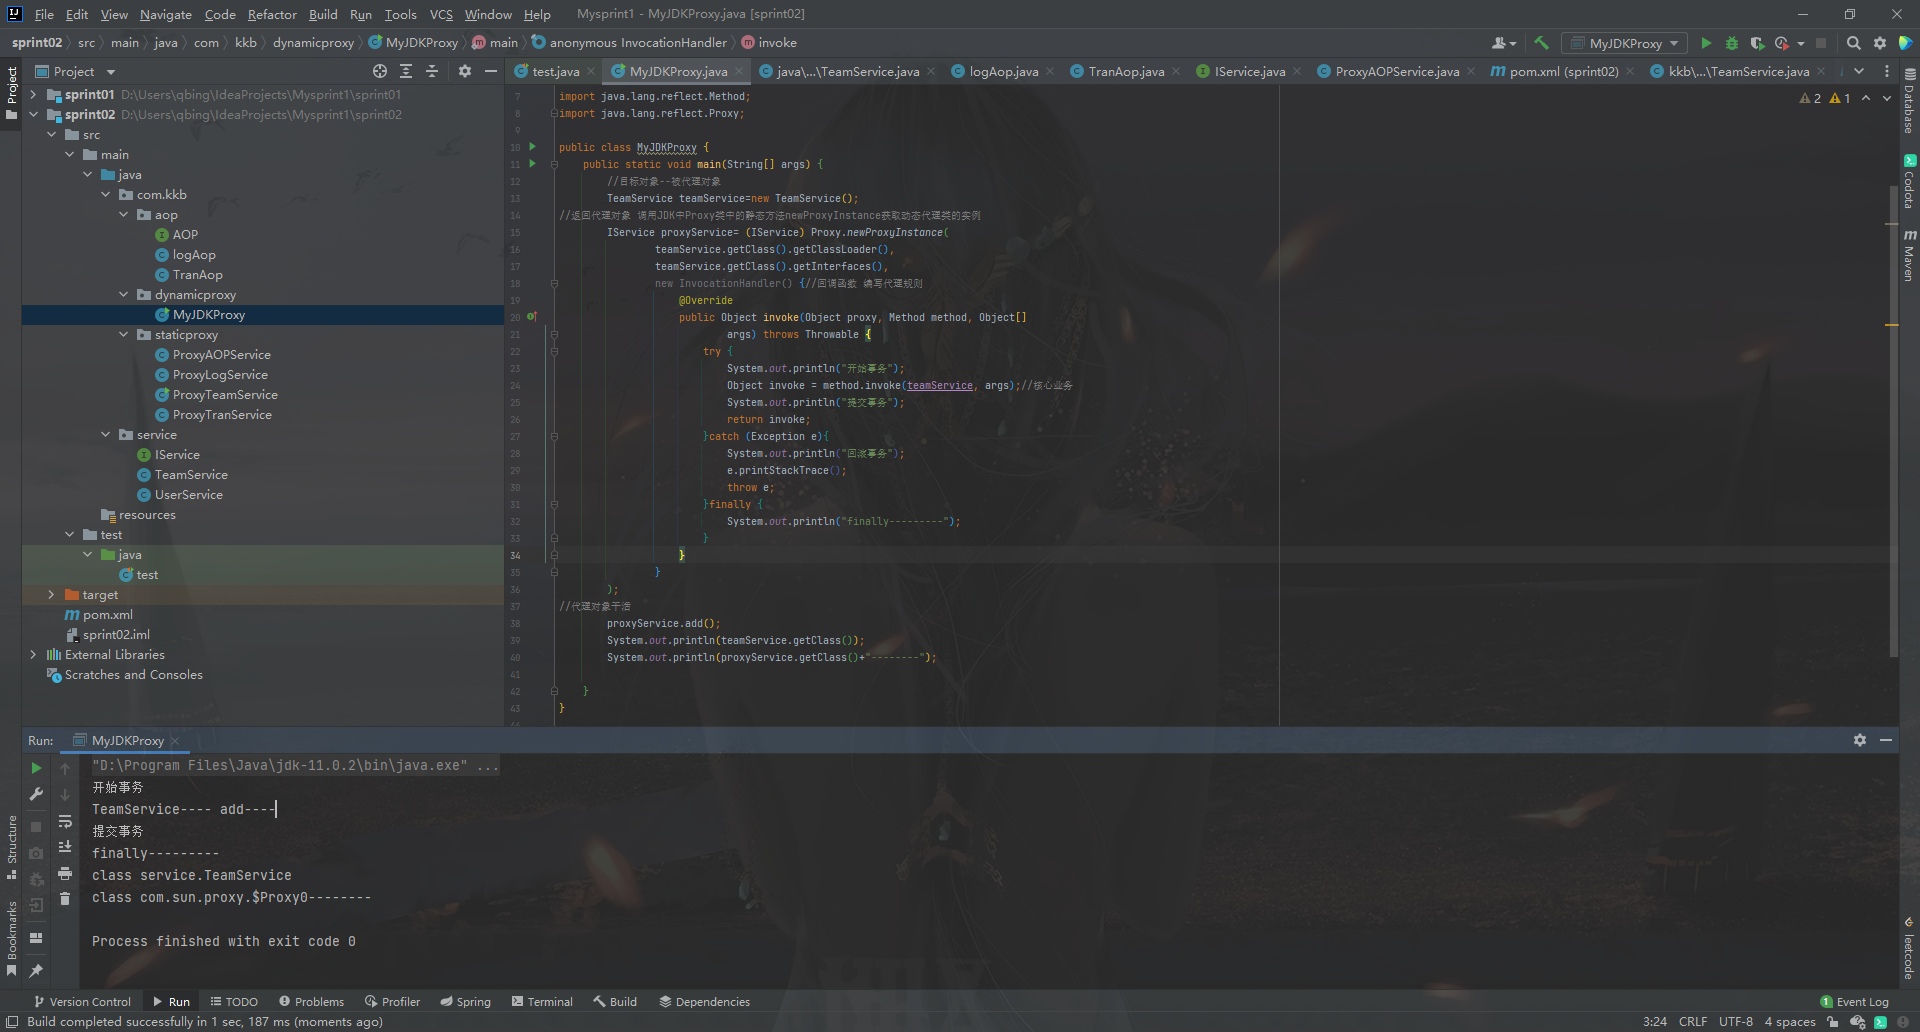 File Edit View Navigate Code Refactor Build Run Tools VCS Window Help Mysprint1 - MyJDKProxy.java [sprint02]
sprint02 src main java com kkb dynamicproxy MyJDKProxy main anonymous InvocationHandler invoke MyJDKProxy
Project
test.java MyJDKProxy.java java\...\TeamService.java logAop.java TranAop.java IService.java ProxyAOPService.java pom.xml (sprint02) kkb\...\TeamService.java
sprint01 D:\Users\qbing\IdeaProjects\Mysprint1\sprint01
sprint02 D:\Users\qbing\IdeaProjects\Mysprint1\sprint02
src
main
java
com.kkb
aop
AOP
logAop
TranAop
dynamicproxy
MyJDKProxy
staticproxy
ProxyAOPService
ProxyLogService
ProxyTeamService
ProxyTranService
service
IService
TeamService
UserService
resources
test
java
test
target
pom.xml
sprint02.iml
External Libraries
Scratches and Consoles
2 1
7 import java.lang.reflect.Method;
8 import java.lang.reflect.Proxy;
9
10 public class MyJDKProxy {
11 public static void main(String[] args) {
12 //目标对象--被代理对象
13 TeamService teamService=new TeamService();
14 //返回代理对象 调用JDK中Proxy类中的静态方法newProxyInstance获取动态代理类的实例
15 IService proxyService= (IService) Proxy.newProxyInstance(
16 teamService.getClass().getClassLoader(),
17 teamService.getClass().getInterfaces(),
18 new InvocationHandler() {//回调函数 编写代理规则
19 @Override
20 public Object invoke(Object proxy, Method method, Object[]
21 args) throws Throwable {
22 try {
23 System.out.println("开始事务");
24 Object invoke = method.invoke(teamService, args);//核心业务
25 System.out.println("提交事务");
26 return invoke;
27 }catch (Exception e){
28 System.out.println("回滚事务");
29 e.printStackTrace();
30 throw e;
31 }finally {
32 System.out.println("finally---------");
33 }
34 }
35 }
36 );
37 //代理对象干活
38 proxyService.add();
39 System.out.println(teamService.getClass());
40 System.out.println(proxyService.getClass()+"--------");
41
42 }
43 }
Project
Structure
Bookmarks
Database
Codota
Maven
leetcode
Run: MyJDKProxy
"D:\Program Files\Java\jdk-11.0.2\bin\java.exe" ...
开始事务
TeamService---- add----
提交事务
finally---------
class service.TeamService
class com.sun.proxy.$Proxy0--------
Process finished with exit code 0
Version Control Run TODO Problems Profiler Spring Terminal Build Dependencies 1 Event Log
Build completed successfully in 1 sec, 187 ms (moments ago) 3:24 CRLF UTF-8 4 spaces